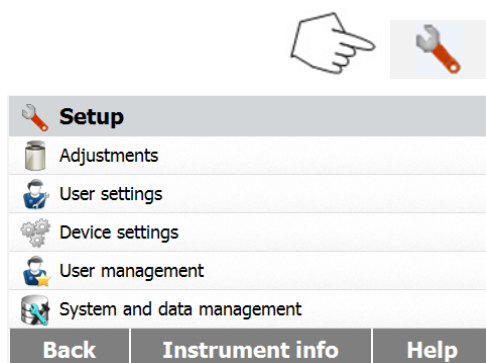 Setup
Adjustments
User settings
Device settings
User management
System and data management
Back Instrument info Help